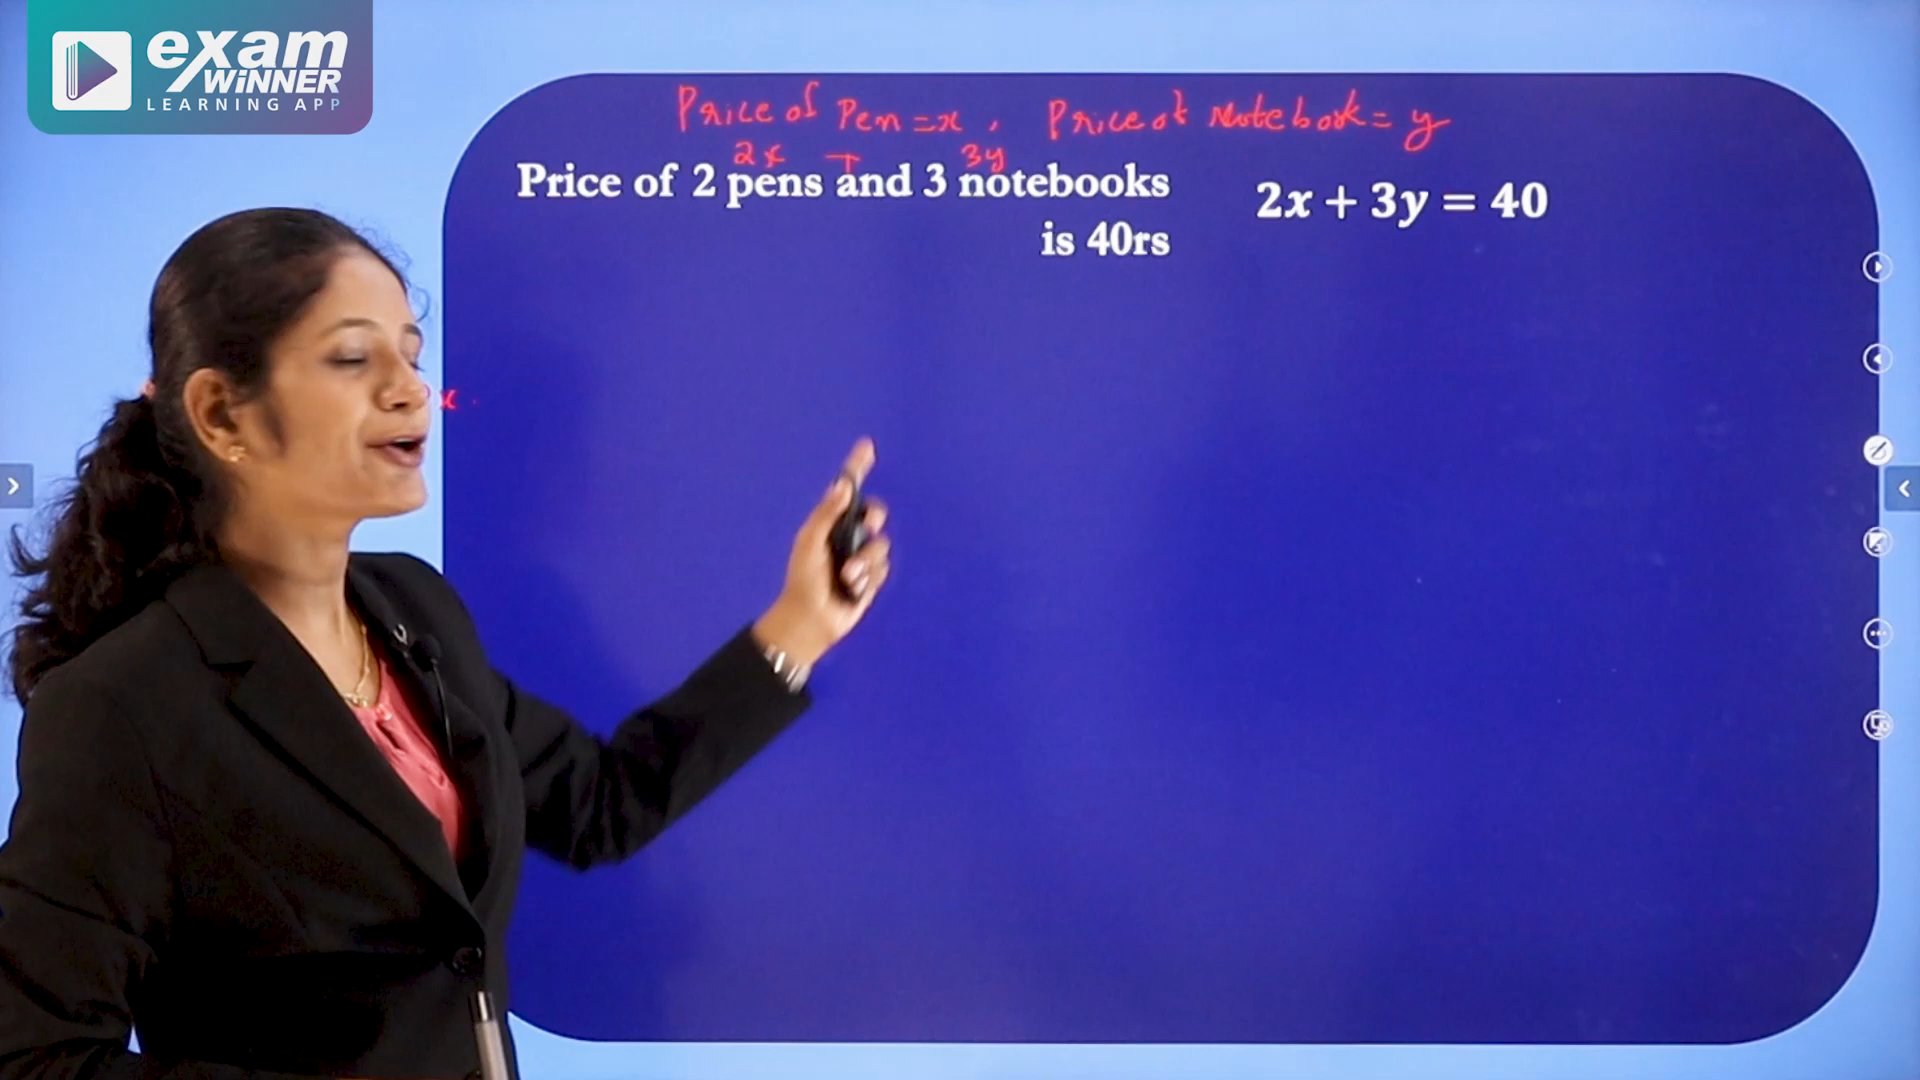 exam
WINNER
LEARNING APP
Price of Pen = x , Price of Notebook = y
2x + 3y
Price of 2 pens and 3 notebooks
is 40rs
2x + 3y = 40
x